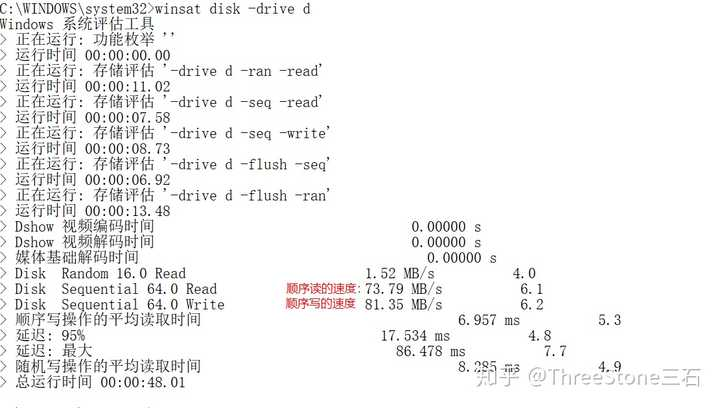 C:\WINDOWS\system32>winsat disk -drive d
Windows 系统评估工具
> 正在运行: 功能枚举 ''
> 运行时间 00:00:00.00
> 正在运行: 存储评估 '-drive d -ran -read'
> 运行时间 00:00:11.02
> 正在运行: 存储评估 '-drive d -seq -read'
> 运行时间 00:00:07.58
> 正在运行: 存储评估 '-drive d -seq -write'
> 运行时间 00:00:08.73
> 正在运行: 存储评估 '-drive d -flush -seq'
> 运行时间 00:00:06.92
> 正在运行: 存储评估 '-drive d -flush -ran'
> 运行时间 00:00:13.48
> Dshow 视频编码时间 0.00000 s
> Dshow 视频解码时间 0.00000 s
> 媒体基础解码时间 0.00000 s
> Disk Random 16.0 Read 1.52 MB/s 4.0
> Disk Sequential 64.0 Read 顺序读的速度: 73.79 MB/s 6.1
> Disk Sequential 64.0 Write 顺序写的速度 81.35 MB/s 6.2
> 顺序写操作的平均读取时间 6.957 ms 5.3
> 延迟: 95% 17.534 ms 4.8
> 延迟: 最大 86.478 ms 7.7
> 随机写操作的平均读取时间 8.285 ms 4.9
> 总运行时间 00:00:48.01
知乎 @ThreeStone三石